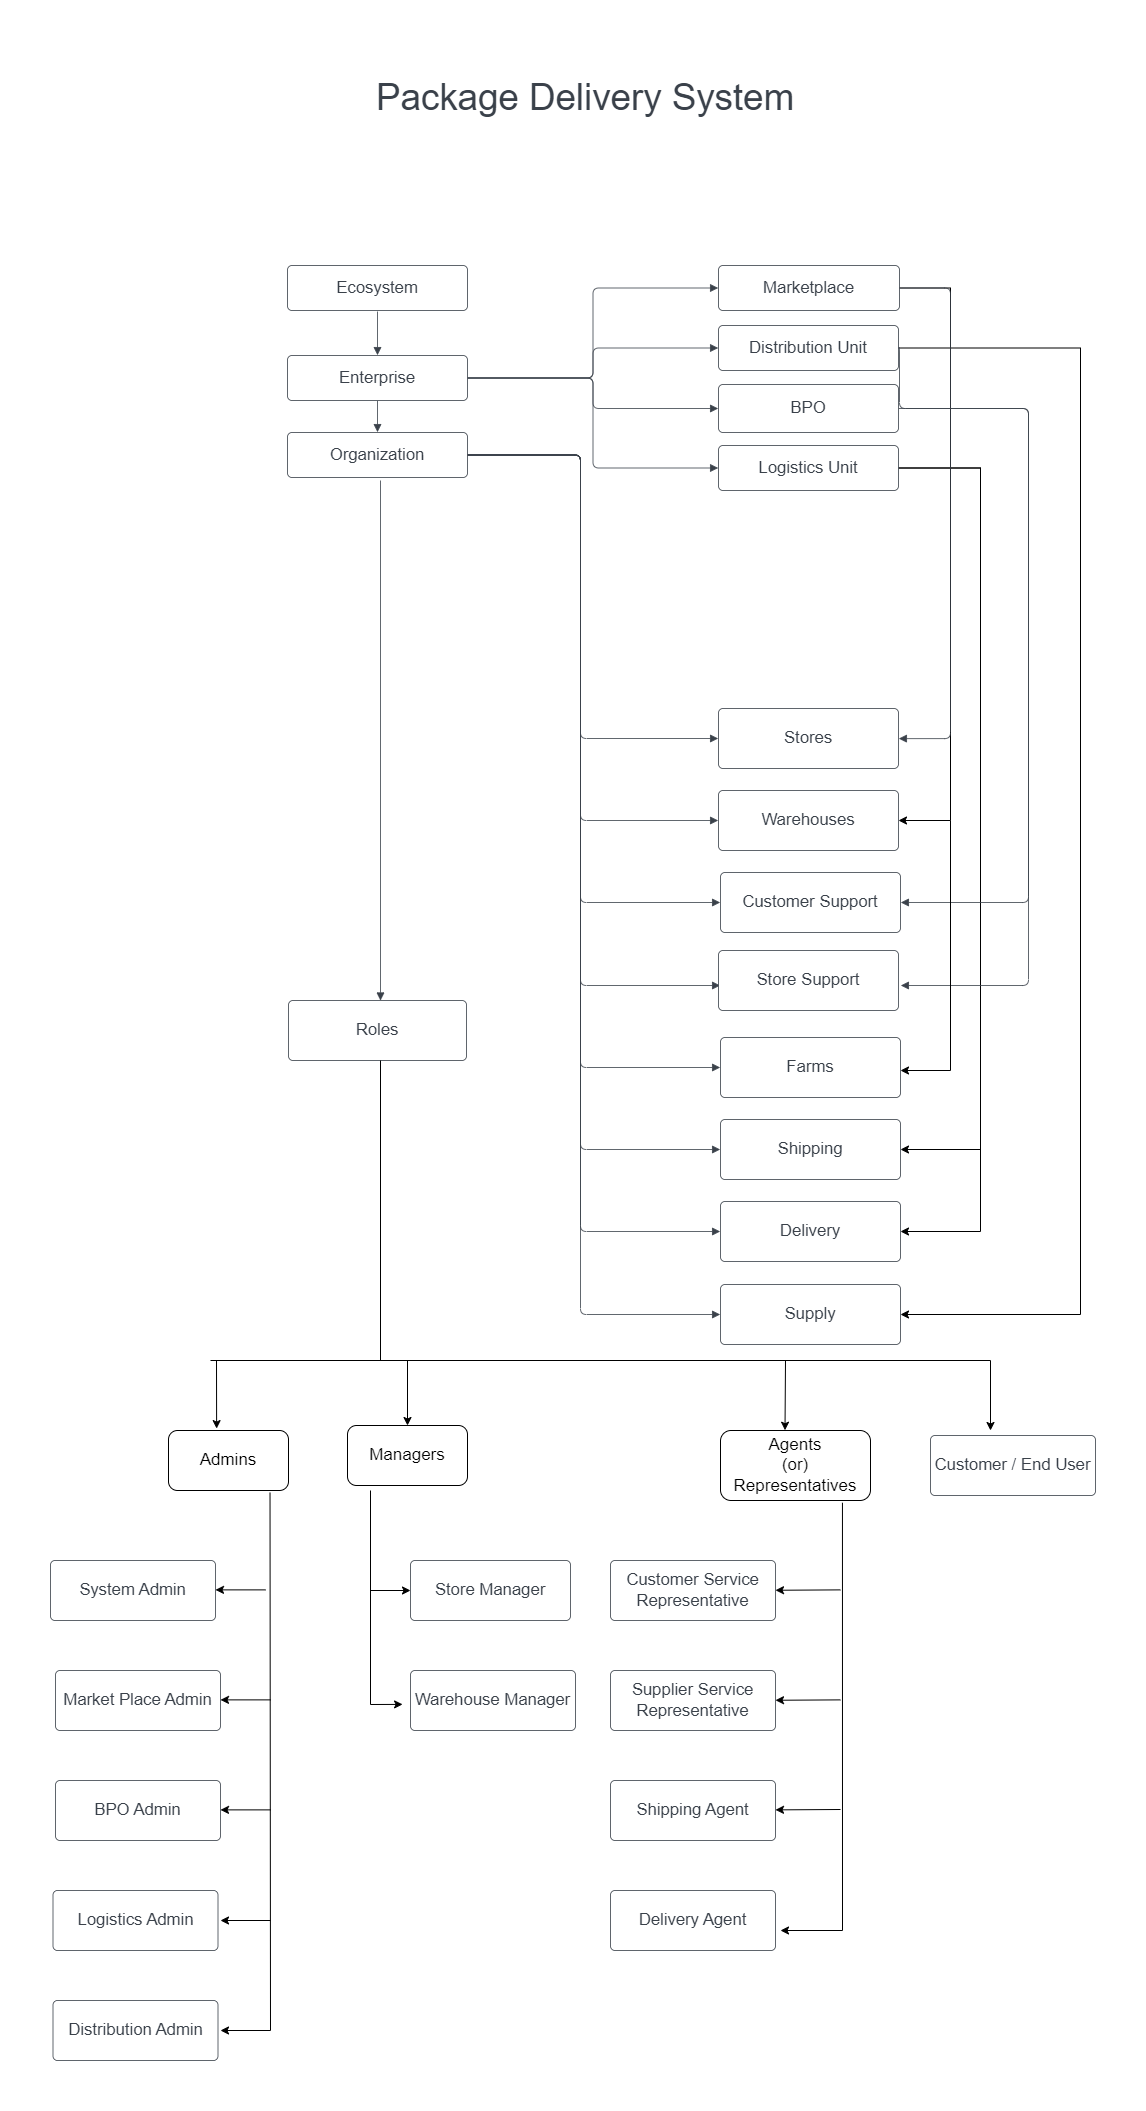 Package Delivery System
Ecosystem
Enterprise
Organization
Marketplace
Distribution Unit
BPO
Logistics Unit
Stores
Warehouses
Customer Support
Store Support
Farms
Shipping
Delivery
Supply
Roles
Admins
Managers
Agents
(or)
Representatives
Customer / End User
System Admin
Market Place Admin
BPO Admin
Logistics Admin
Distribution Admin
Store Manager
Warehouse Manager
Customer Service
Representative
Supplier Service
Representative
Shipping Agent
Delivery Agent